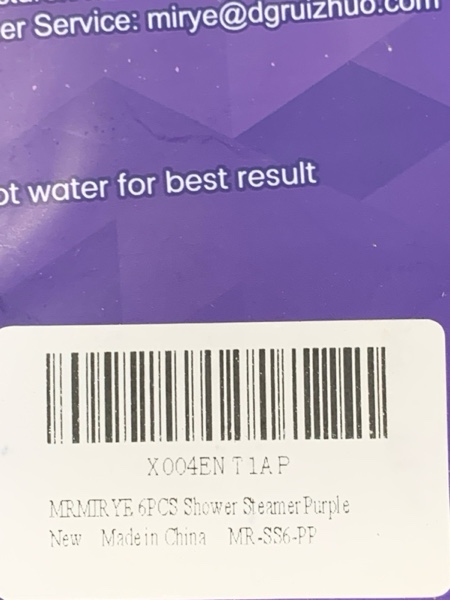 er Service: mirye@dgruizhuo.com
ot water for best result
X004ENT1AP
MRMIRYE 6PCS Shower Steamer Purple
New Made in China MR-SS6-PP